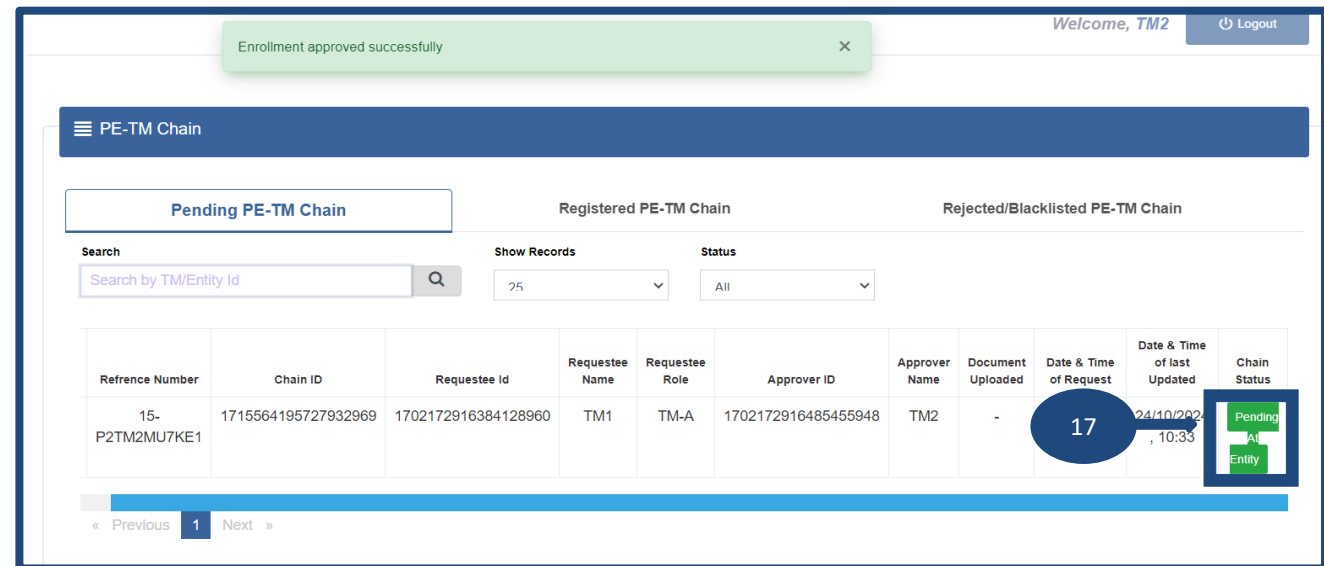 Welcome, TM2
Logout
Enrollment approved successfully ×
PE-TM Chain
Pending PE-TM Chain
Registered PE-TM Chain
Rejected/Blacklisted PE-TM Chain
Search
Show Records
Status
Search by TM/Entity Id
25
All
Refrence Number
Chain ID
Requestee Id
Requestee
Name
Requestee
Role
Approver ID
Approver
Name
Document
Uploaded
Date & Time
of Request
Date & Time
of last
Updated
Chain
Status
15-
P2TM2MU7KE1
1715564195727932969
1702172916384128960
TM1
TM-A
1702172916485455948
TM2
-
17
24/10/2024
, 10:33
Pending
At
Entity
« Previous 1 Next »